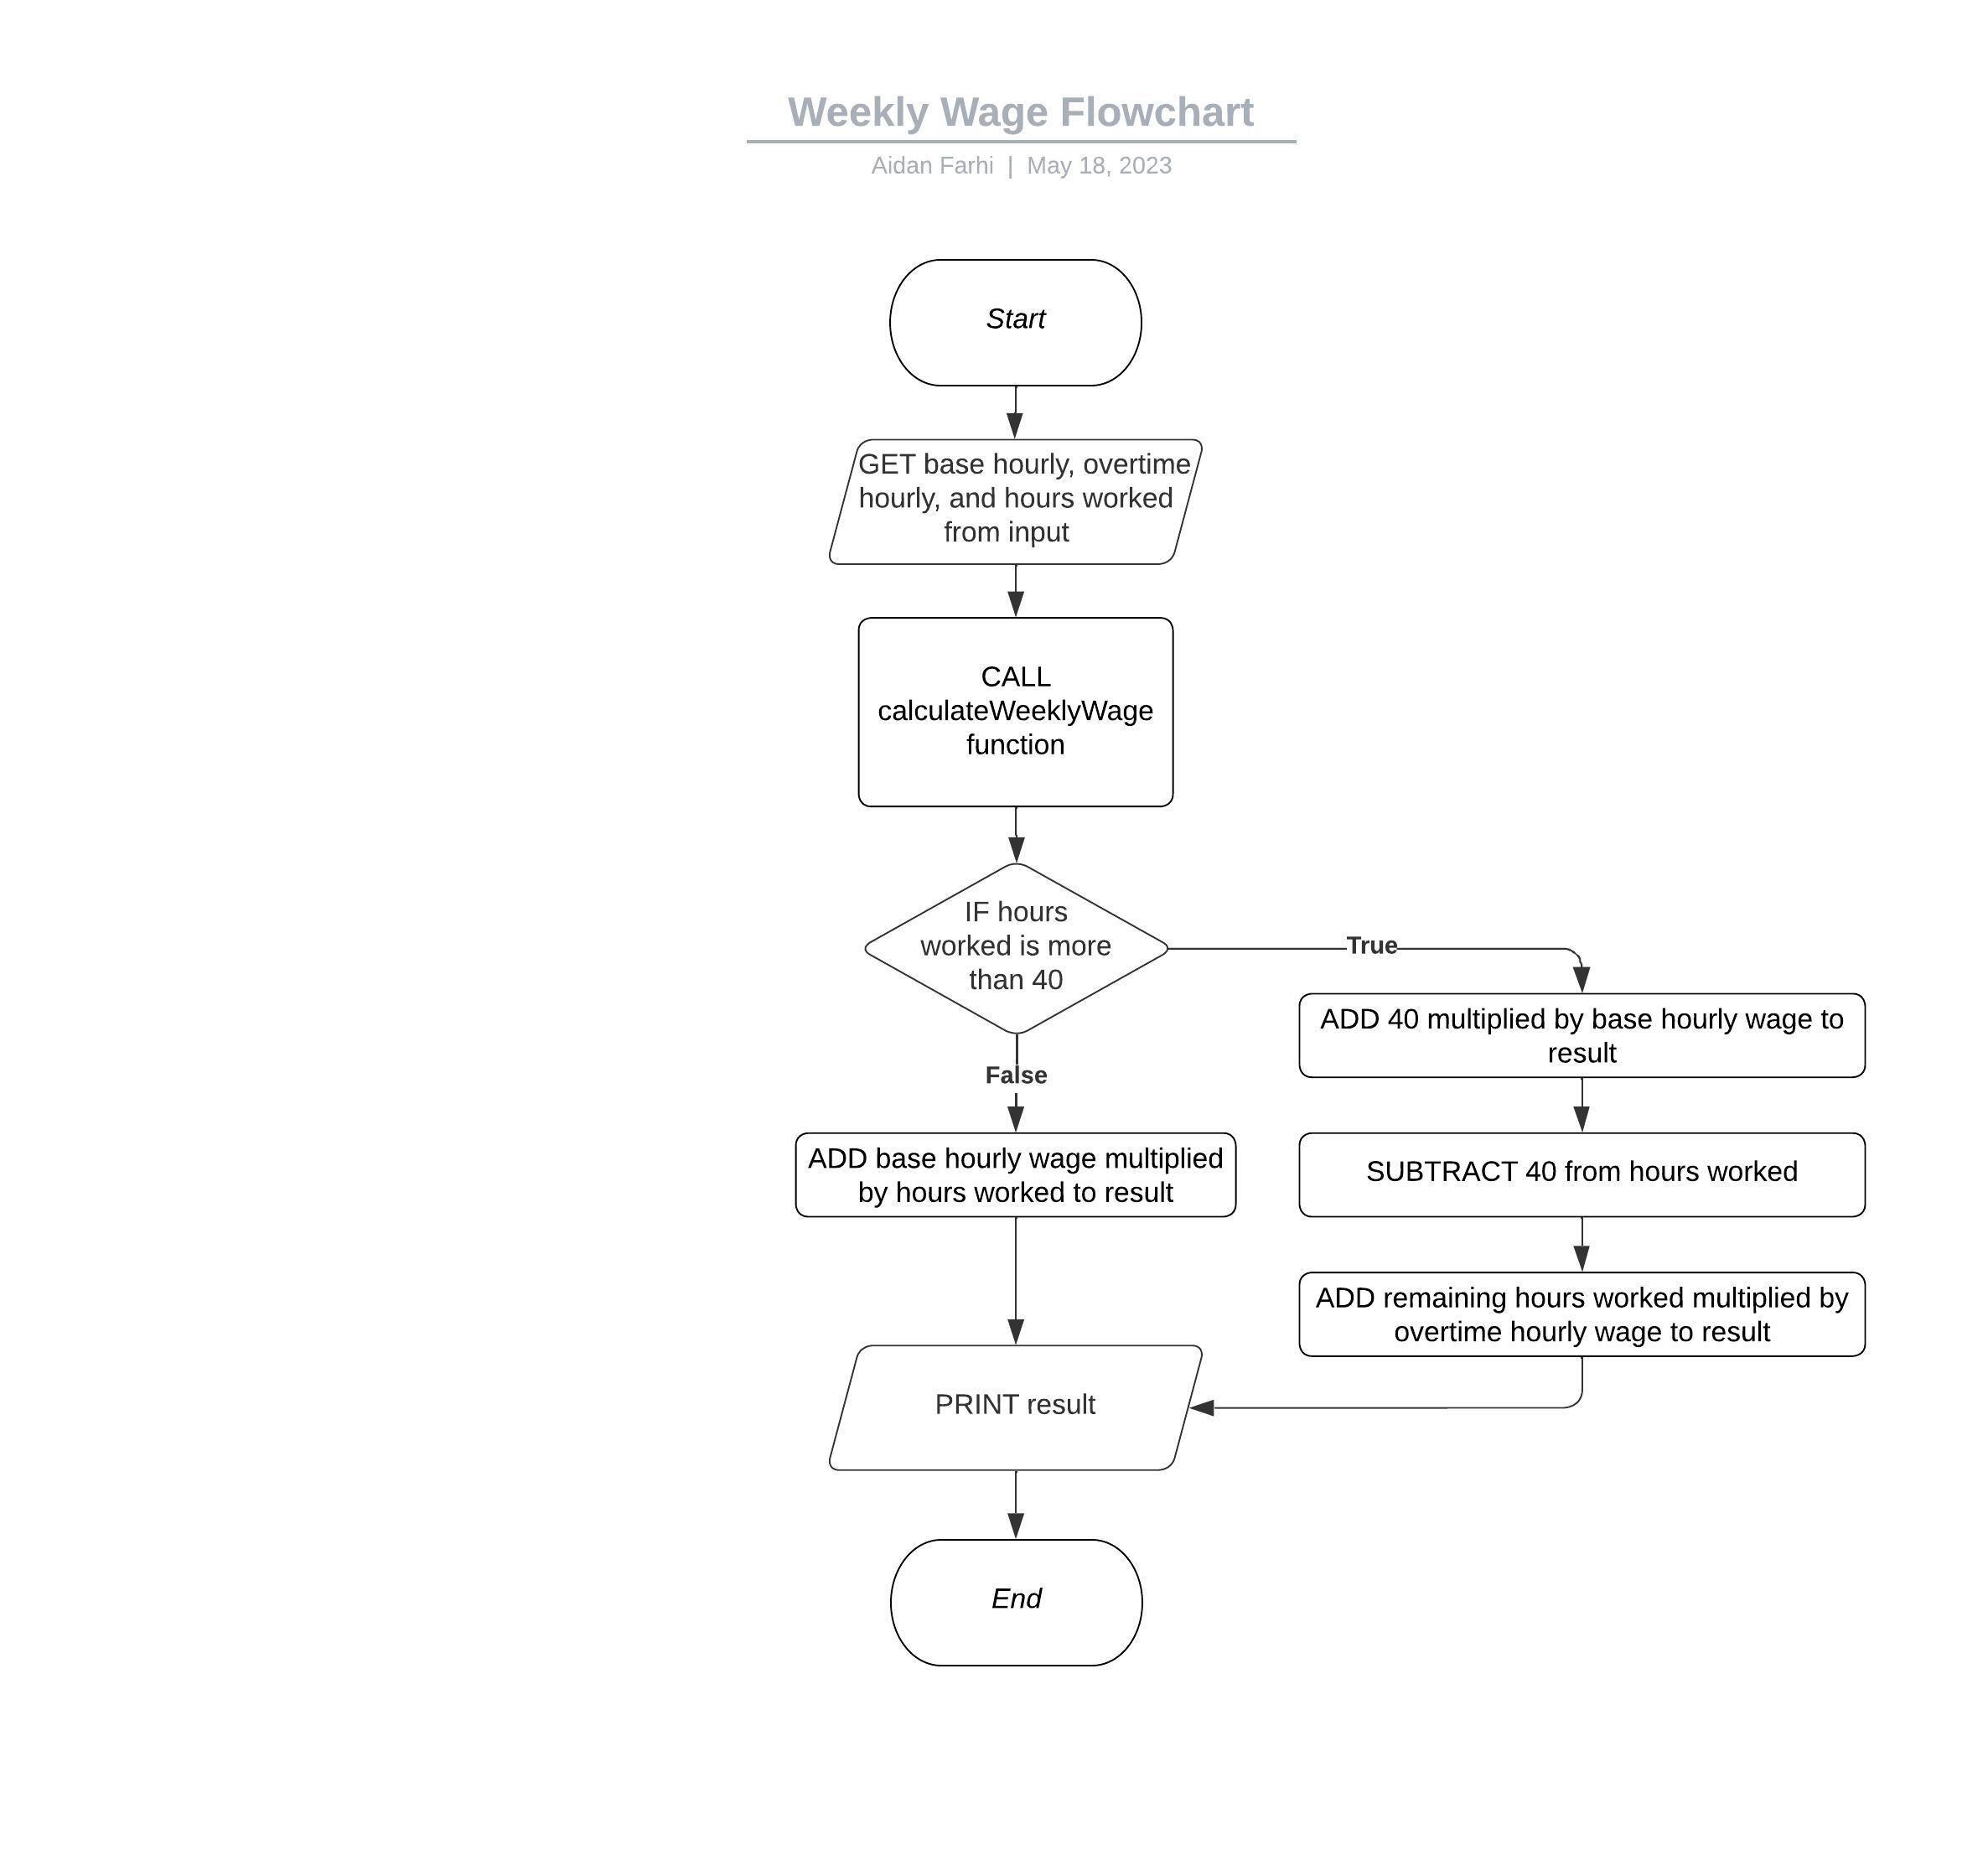 Weekly Wage Flowchart
Aidan Farhi | May 18, 2023
Start
GET base hourly, overtime
hourly, and hours worked
from input
CALL
calculateWeeklyWage
function
IF hours
worked is more
than 40
True
ADD 40 multiplied by base hourly wage to
result
False
ADD base hourly wage multiplied
by hours worked to result
SUBTRACT 40 from hours worked
ADD remaining hours worked multiplied by
overtime hourly wage to result
PRINT result
End